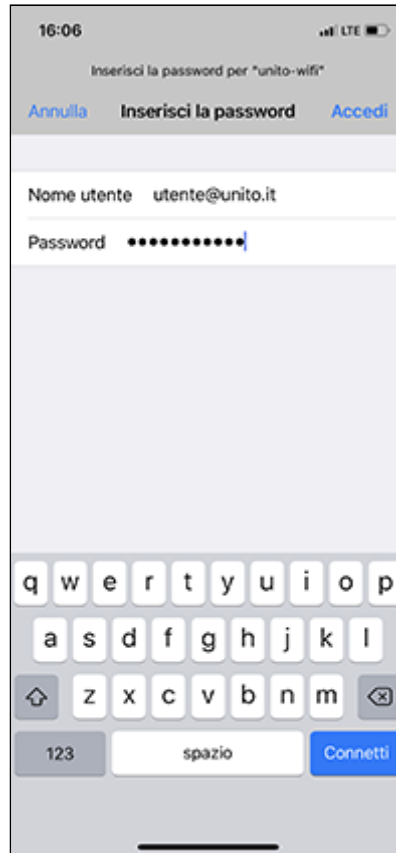 16:06 LTE
Inserisci la password per "unito-wifi"
Annulla Inserisci la password Accedi
Nome utente utente@unito.it
Password •••••••••••
q w e r t y u i o p
a s d f g h j k l
z x c v b n m
123 spazio Connetti